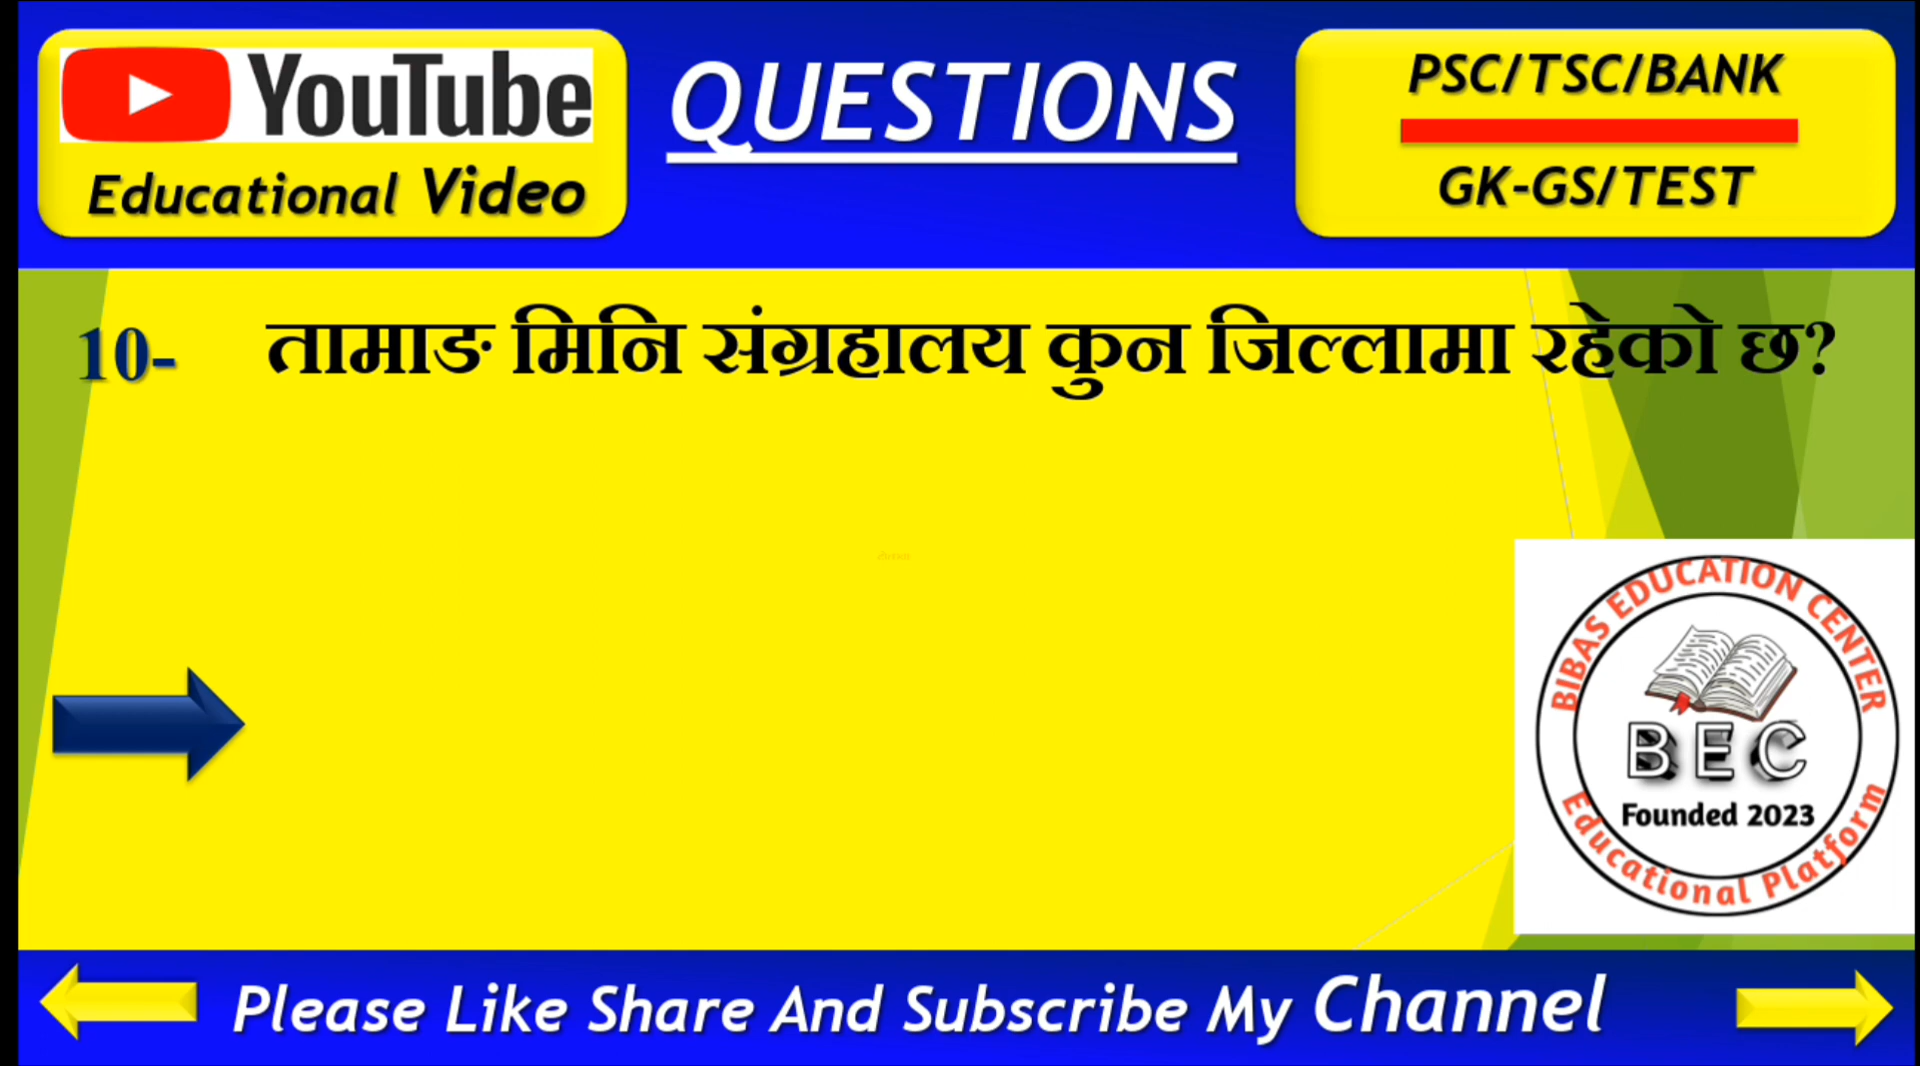 YouTube
Educational Video
QUESTIONS
PSC/TSC/BANK
GK-GS/TEST
10- तामाङ मिनि संग्रहालय कुन जिल्लामा रहेको छ?
BIBAS EDUCATION CENTER
BEC
Founded 2023
Educational Platform
Please Like Share And Subscribe My Channel